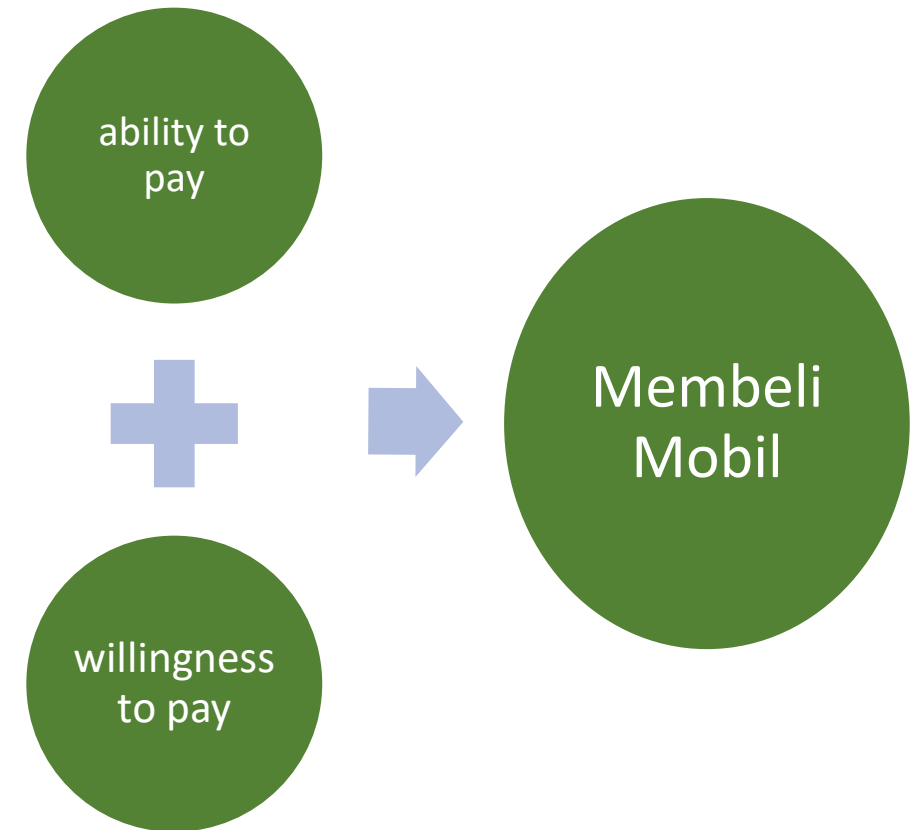 ability to
pay
willingness
to pay
Membeli
Mobil